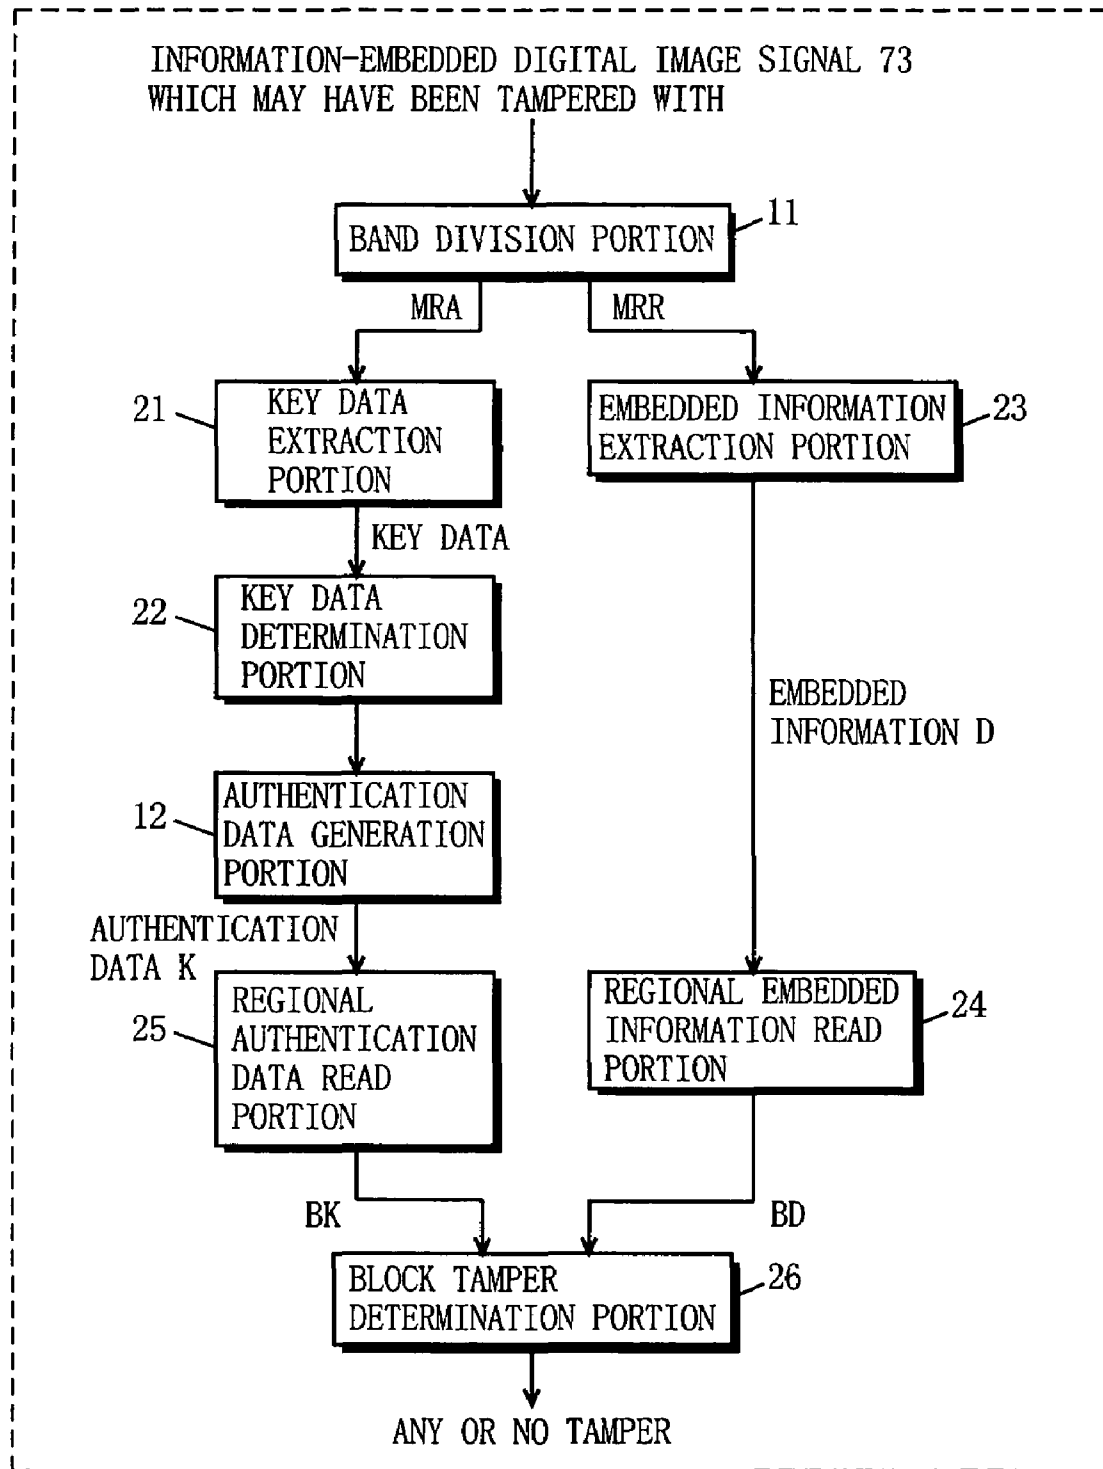 INFORMATION-EMBEDDED DIGITAL IMAGE SIGNAL 73
WHICH MAY HAVE BEEN TAMPERED WITH
BAND DIVISION PORTION
11
MRA
MRR
21
KEY DATA
EXTRACTION
PORTION
EMBEDDED INFORMATION
EXTRACTION PORTION
23
KEY DATA
22
KEY DATA
DETERMINATION
PORTION
EMBEDDED
INFORMATION D
12
AUTHENTICATION
DATA GENERATION
PORTION
AUTHENTICATION
DATA K
25
REGIONAL
AUTHENTICATION
DATA READ
PORTION
REGIONAL EMBEDDED
INFORMATION READ
PORTION
24
BK
BD
BLOCK TAMPER
DETERMINATION PORTION
26
ANY OR NO TAMPER